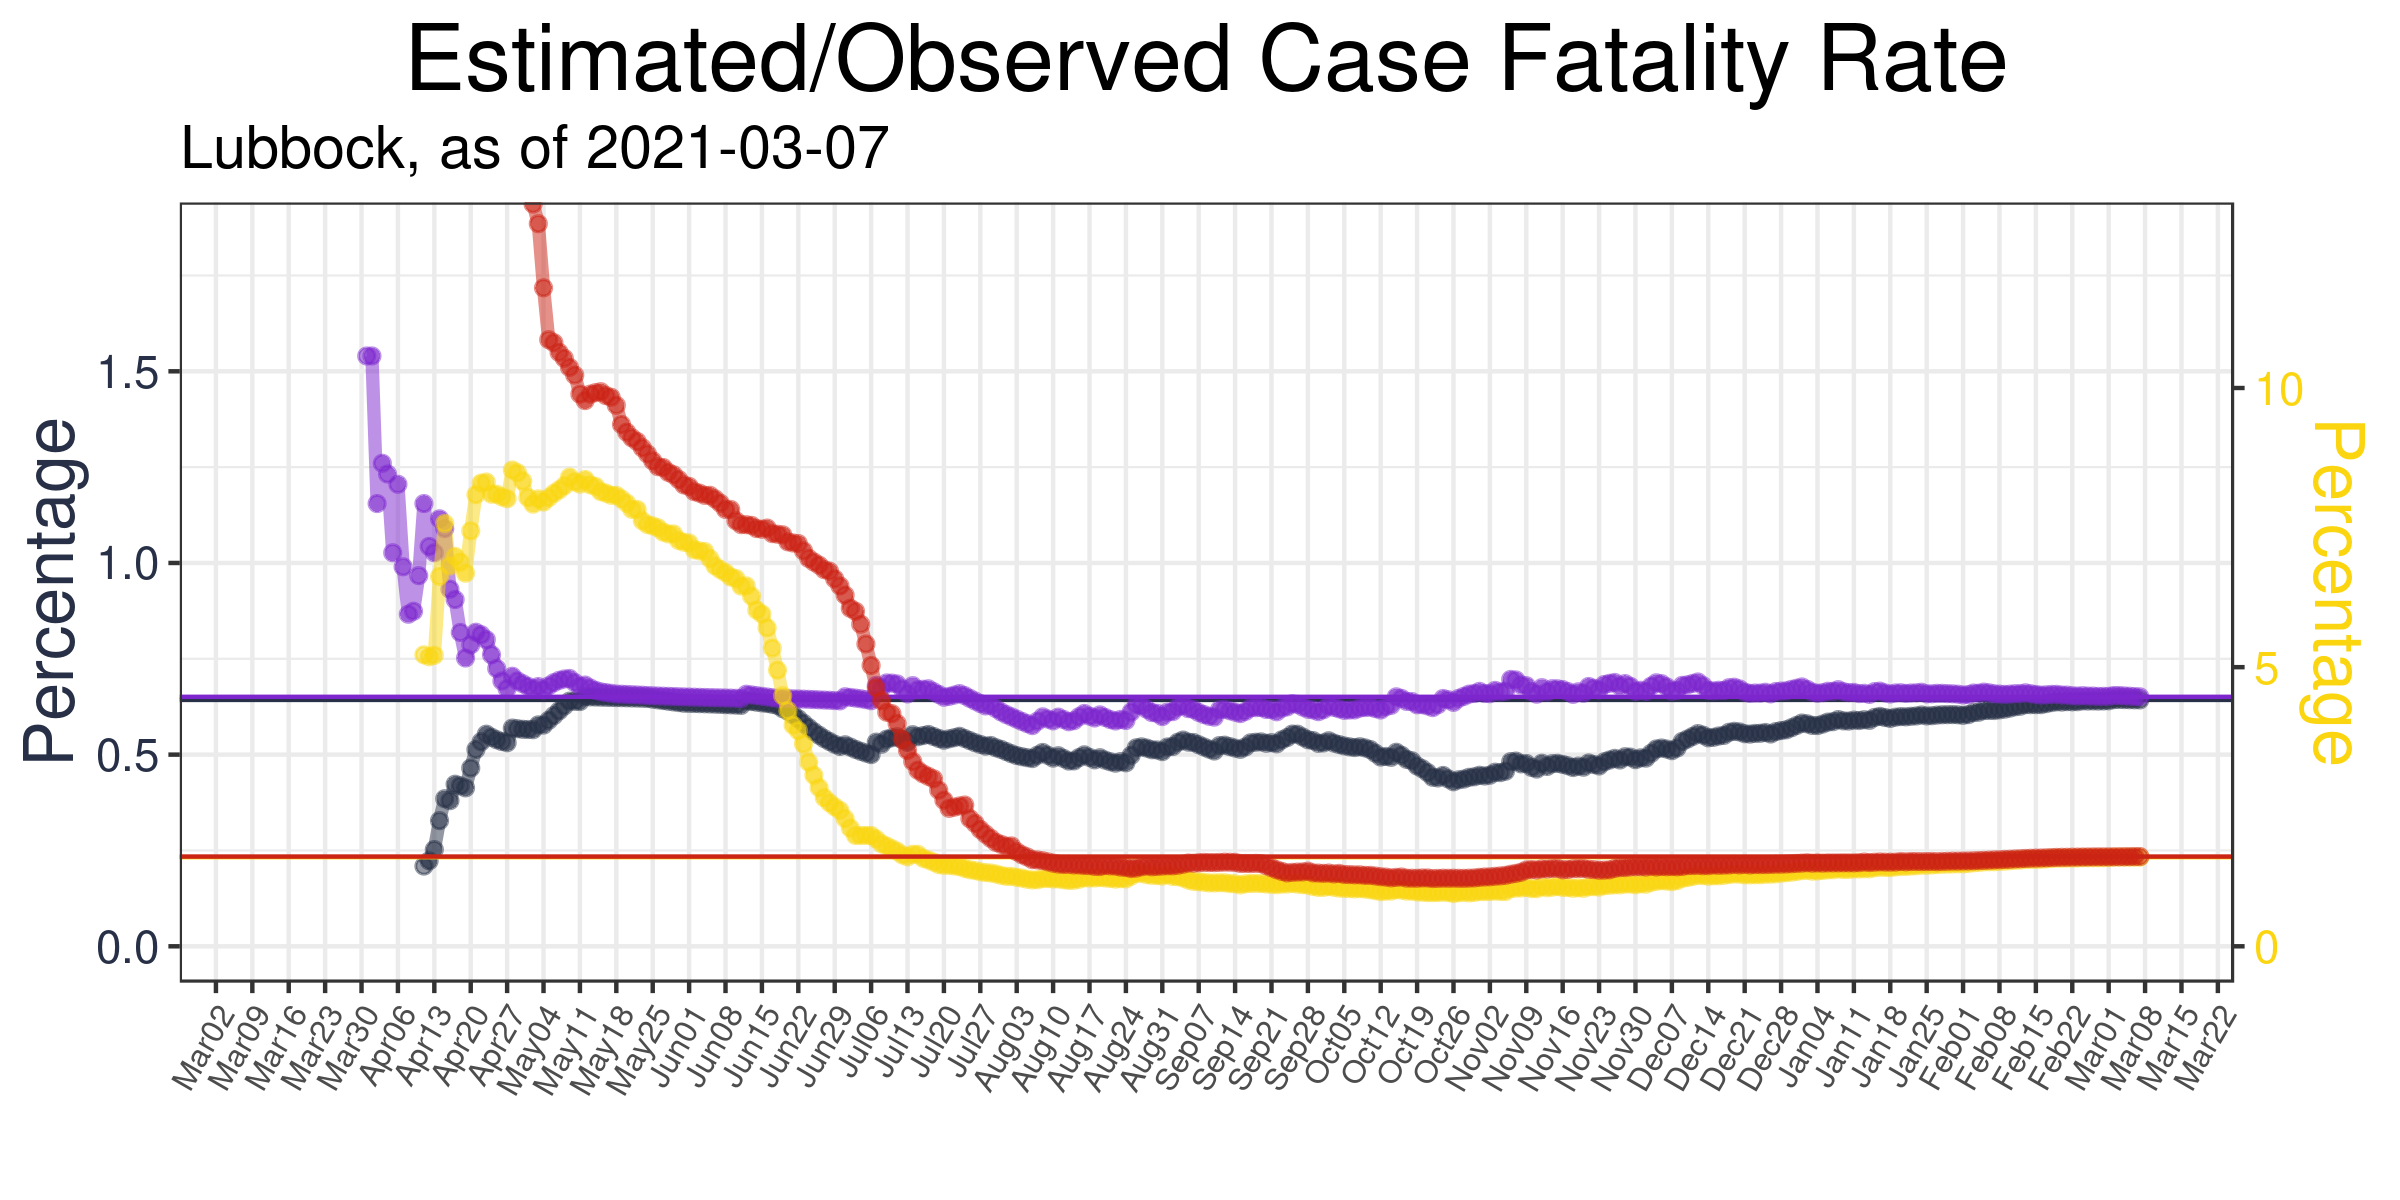 Estimated/Observed Case Fatality Rate
Lubbock, as of 2021-03-07
Percentage
1.5
1.0
0.5
0.0
10
5
0
Percentage
Mar02
Mar09
Mar16
Mar23
Mar30
Apr06
Apr13
Apr20
Apr27
May04
May11
May18
May25
Jun01
Jun08
Jun15
Jun22
Jun29
Jul06
Jul13
Jul20
Jul27
Aug03
Aug10
Aug17
Aug24
Aug31
Sep07
Sep14
Sep21
Sep28
Oct05
Oct12
Oct19
Oct26
Nov02
Nov09
Nov16
Nov23
Nov30
Dec07
Dec14
Dec21
Dec28
Jan04
Jan11
Jan18
Jan25
Feb01
Feb08
Feb15
Feb22
Mar01
Mar08
Mar15
Mar22